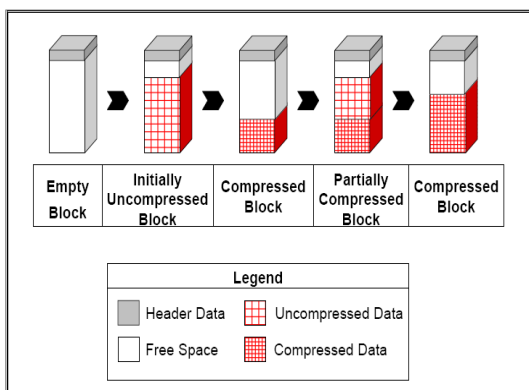 Empty
Block
Initially
Uncompressed
Block
Compressed
Block
Partially
Compressed
Block
Compressed
Block
Legend
Header Data
Uncompressed Data
Free Space
Compressed Data